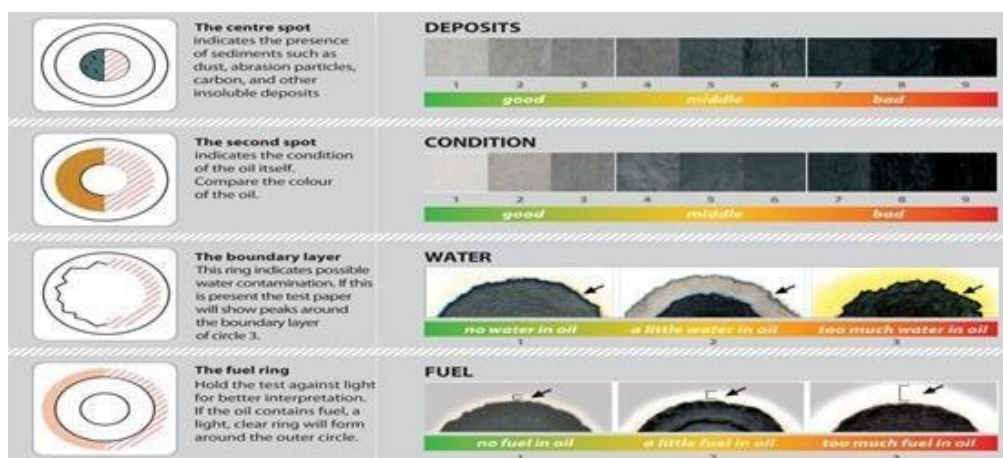 The centre spot
indicates the presence
of sediments such as
dust, abrasion particles,
carbon, and other
insoluble deposits
DEPOSITS
1 2 3 4 5 6 7 8 9
good middle bad
The second spot
indicates the condition
of the oil itself.
Compare the colour
of the oil.
CONDITION
1 2 3 4 5 6 7 8 9
good middle bad
The boundary layer
This ring indicates possible
water contamination. If this
is present the test paper
will show peaks around
the boundary layer
of circle 3.
WATER
no water in oil a little water in oil too much water in oil
1 2 3
The fuel ring
Hold the test against light
for better interpretation.
If the oil contains fuel, a
light, clear ring will form
around the outer circle.
FUEL
no fuel in oil a little fuel in oil too much fuel in oil
1 2 3